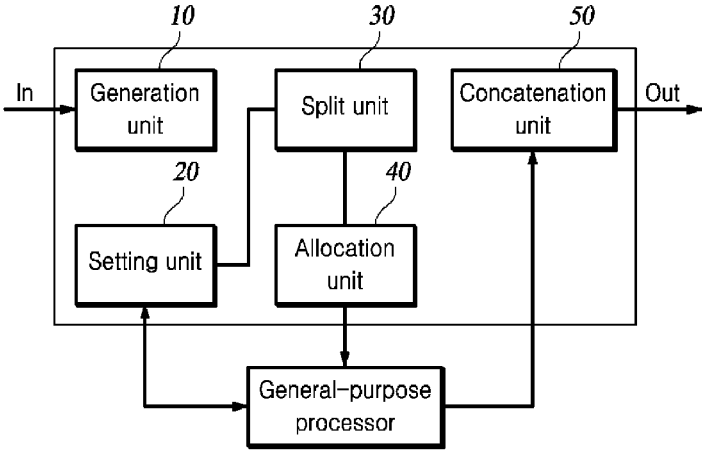 10
30
50
In
Generation
unit
Split unit
Concatenation
unit
Out
20
40
Setting unit
Allocation
unit
General-purpose
processor